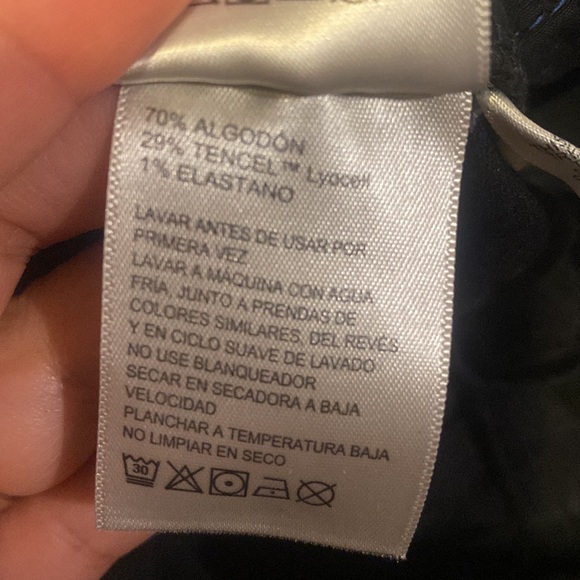 70% ALGODÓN
29% TENCEL™ Lyocell
1% ELASTANO
LAVAR ANTES DE USAR POR
PRIMERA VEZ
LAVAR A MÁQUINA CON AGUA
FRÍA, JUNTO A PRENDAS DE
COLORES SIMILARES, DEL REVÉS
Y EN CICLO SUAVE DE LAVADO
NO USE BLANQUEADOR
SECAR EN SECADORA A BAJA
VELOCIDAD
PLANCHAR A TEMPERATURA BAJA
NO LIMPIAR EN SECO
30